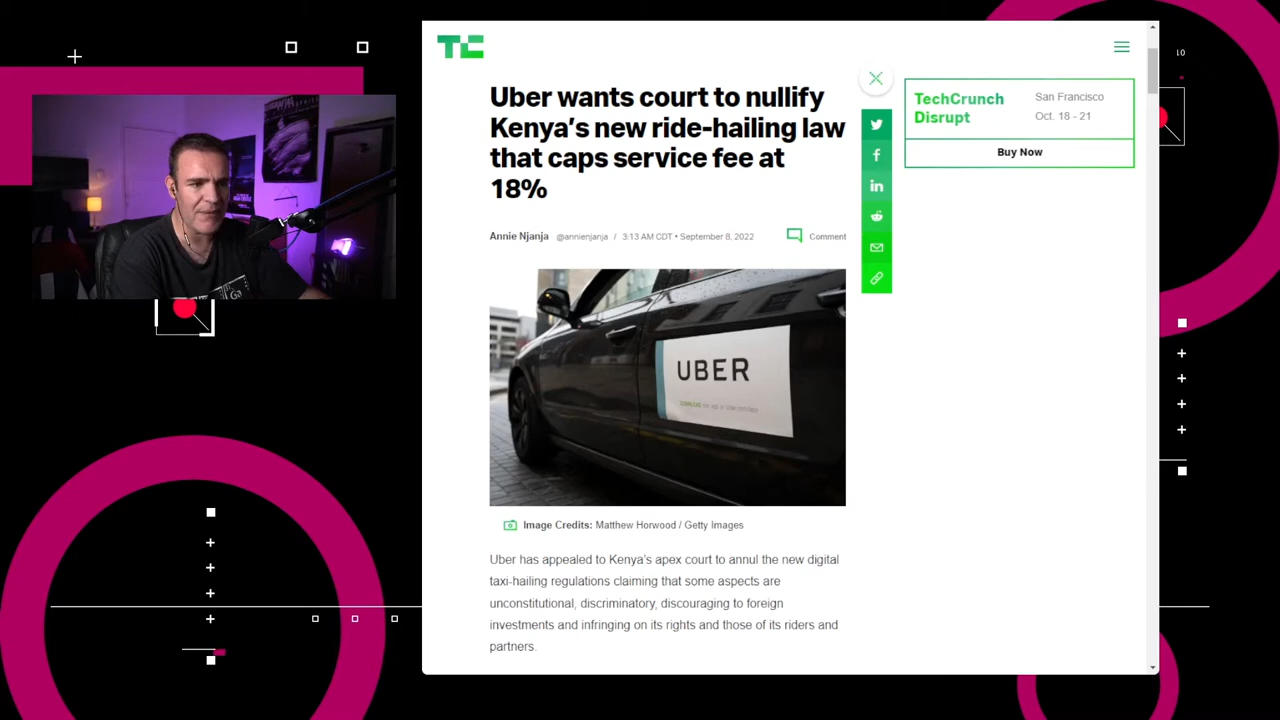 TC
Uber wants court to nullify
Kenya's new ride-hailing law
that caps service fee at
18%
Annie Njanja @annienjanja / 3:13 AM CDT • September 8, 2022
Comment
UBER
Image Credits: Matthew Horwood / Getty Images
Uber has appealed to Kenya's apex court to annul the new digital
taxi-hailing regulations claiming that some aspects are
unconstitutional, discriminatory, discouraging to foreign
investments and infringing on its rights and those of its riders and
partners.
TechCrunch
Disrupt
San Francisco
Oct. 18 - 21
Buy Now
10